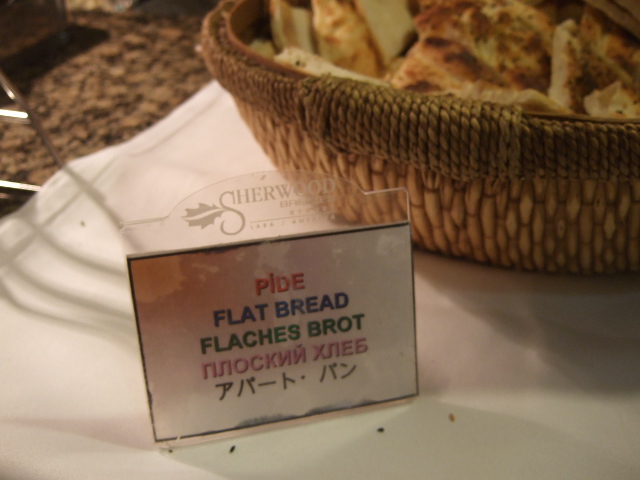 SHERWOOD
PİDE
FLAT BREAD
FLACHES BROT
ПЛОСКИЙ ХЛЕБ
アパート・パン